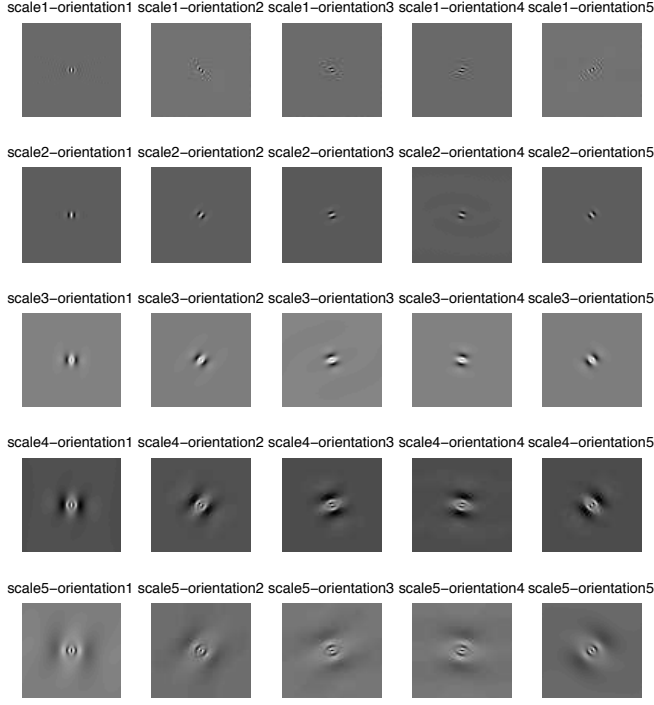 scale1−orientation1 scale1−orientation2 scale1−orientation3 scale1−orientation4 scale1−orientation5
scale2−orientation1 scale2−orientation2 scale2−orientation3 scale2−orientation4 scale2−orientation5
scale3−orientation1 scale3−orientation2 scale3−orientation3 scale3−orientation4 scale3−orientation5
scale4−orientation1 scale4−orientation2 scale4−orientation3 scale4−orientation4 scale4−orientation5
scale5−orientation1 scale5−orientation2 scale5−orientation3 scale5−orientation4 scale5−orientation5